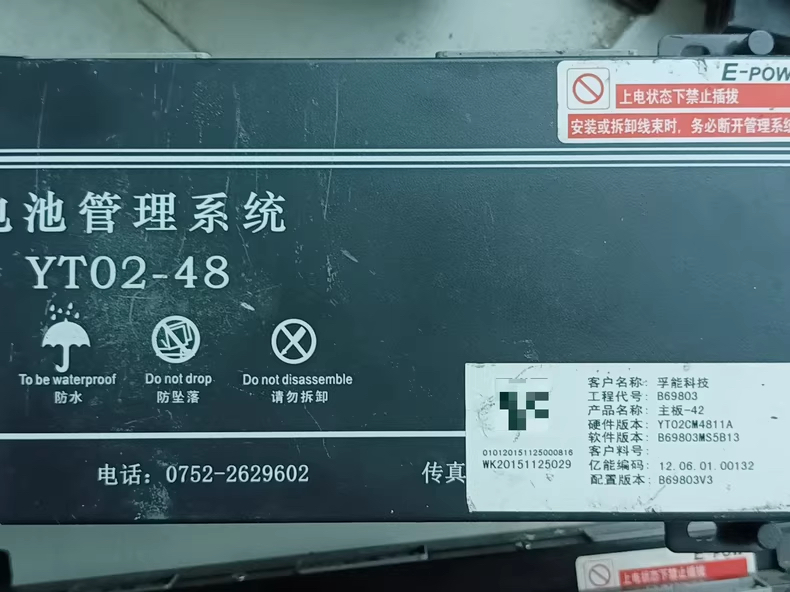 E-POW
上电状态下禁止插拔
安装或拆卸线束时，务必断开管理系统
电池管理系统
YT02-48
To be waterproof
防水
Do not drop
防坠落
Do not disassemble
请勿拆卸
电话：0752-2629602
传真
010120151125000816
WK20151125029
客户名称：孚能科技
工程代号：B69803
产品名称：主板-42
硬件版本：YT02CM4811A
软件版本：B69803MS5B13
客户料号：
亿能编码：12.06.01.00132
配置版本：B69803V3
E-POW
上电状态下禁止插拔